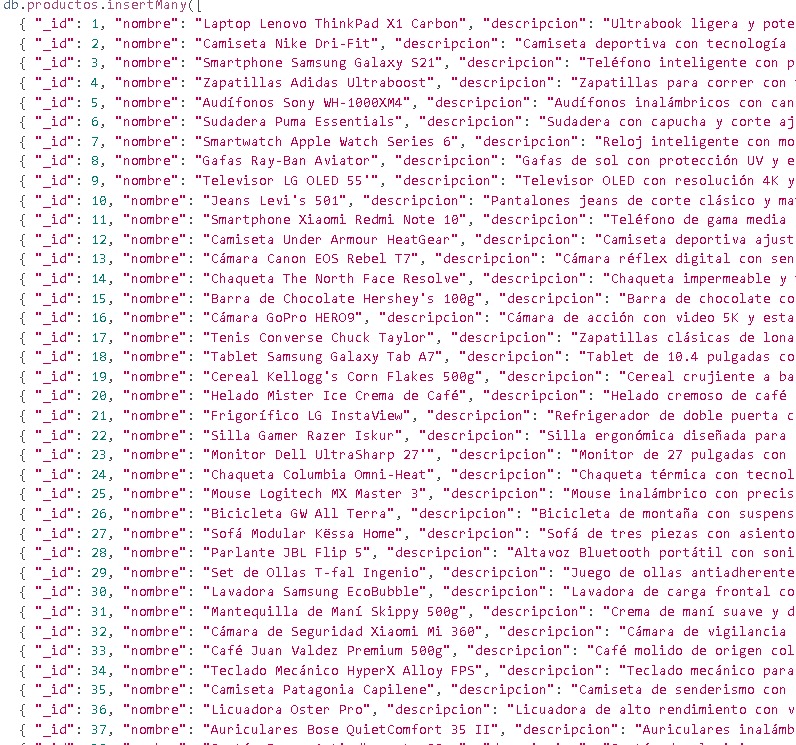 db.productos.insertMany([
{ "_id": 1, "nombre": "Laptop Lenovo ThinkPad X1 Carbon", "descripcion": "Ultrabook ligera y pote
{ "_id": 2, "nombre": "Camiseta Nike Dri-Fit", "descripcion": "Camiseta deportiva con tecnología
{ "_id": 3, "nombre": "Smartphone Samsung Galaxy S21", "descripcion": "Teléfono inteligente con p
{ "_id": 4, "nombre": "Zapatillas Adidas Ultraboost", "descripcion": "Zapatillas para correr con
{ "_id": 5, "nombre": "Audífonos Sony WH-1000XM4", "descripcion": "Audífonos inalámbricos con can
{ "_id": 6, "nombre": "Sudadera Puma Essentials", "descripcion": "Sudadera con capucha y corte aj
{ "_id": 7, "nombre": "Smartwatch Apple Watch Series 6", "descripcion": "Reloj inteligente con mo
{ "_id": 8, "nombre": "Gafas Ray-Ban Aviator", "descripcion": "Gafas de sol con protección UV y e
{ "_id": 9, "nombre": "Televisor LG OLED 55'", "descripcion": "Televisor OLED con resolución 4K y
{ "_id": 10, "nombre": "Jeans Levi's 501", "descripcion": "Pantalones jeans de corte clásico y ma
{ "_id": 11, "nombre": "Smartphone Xiaomi Redmi Note 10", "descripcion": "Teléfono de gama media
{ "_id": 12, "nombre": "Camiseta Under Armour HeatGear", "descripcion": "Camiseta deportiva ajust
{ "_id": 13, "nombre": "Cámara Canon EOS Rebel T7", "descripcion": "Cámara réflex digital con sen
{ "_id": 14, "nombre": "Chaqueta The North Face Resolve", "descripcion": "Chaqueta impermeable y
{ "_id": 15, "nombre": "Barra de Chocolate Hershey's 100g", "descripcion": "Barra de chocolate co
{ "_id": 16, "nombre": "Cámara GoPro HERO9", "descripcion": "Cámara de acción con video 5K y esta
{ "_id": 17, "nombre": "Tenis Converse Chuck Taylor", "descripcion": "Zapatillas clásicas de lona
{ "_id": 18, "nombre": "Tablet Samsung Galaxy Tab A7", "descripcion": "Tablet de 10.4 pulgadas co
{ "_id": 19, "nombre": "Cereal Kellogg's Corn Flakes 500g", "descripcion": "Cereal crujiente a ba
{ "_id": 20, "nombre": "Helado Mister Ice Crema de Café", "descripcion": "Helado cremoso de café
{ "_id": 21, "nombre": "Frigorífico LG InstaView", "descripcion": "Refrigerador de doble puerta c
{ "_id": 22, "nombre": "Silla Gamer Razer Iskur", "descripcion": "Silla ergonómica diseñada para
{ "_id": 23, "nombre": "Monitor Dell UltraSharp 27'", "descripcion": "Monitor de 27 pulgadas con
{ "_id": 24, "nombre": "Chaqueta Columbia Omni-Heat", "descripcion": "Chaqueta térmica con tecnol
{ "_id": 25, "nombre": "Mouse Logitech MX Master 3", "descripcion": "Mouse inalámbrico con precis
{ "_id": 26, "nombre": "Bicicleta GW All Terra", "descripcion": "Bicicleta de montaña con suspens
{ "_id": 27, "nombre": "Sofá Modular Këssa Home", "descripcion": "Sofá de tres piezas con asiento
{ "_id": 28, "nombre": "Parlante JBL Flip 5", "descripcion": "Altavoz Bluetooth portátil con soni
{ "_id": 29, "nombre": "Set de Ollas T-fal Ingenio", "descripcion": "Juego de ollas antiadherente
{ "_id": 30, "nombre": "Lavadora Samsung EcoBubble", "descripcion": "Lavadora de carga frontal co
{ "_id": 31, "nombre": "Mantequilla de Maní Skippy 500g", "descripcion": "Crema de maní suave y d
{ "_id": 32, "nombre": "Cámara de Seguridad Xiaomi Mi 360", "descripcion": "Cámara de vigilancia
{ "_id": 33, "nombre": "Café Juan Valdez Premium 500g", "descripcion": "Café molido de origen col
{ "_id": 34, "nombre": "Teclado Mecánico HyperX Alloy FPS", "descripcion": "Teclado mecánico para
{ "_id": 35, "nombre": "Camiseta Patagonia Capilene", "descripcion": "Camiseta de senderismo con
{ "_id": 36, "nombre": "Licuadora Oster Pro", "descripcion": "Licuadora de alto rendimiento con v
{ "_id": 37, "nombre": "Auriculares Bose QuietComfort 35 II", "descripcion": "Auriculares inalámb